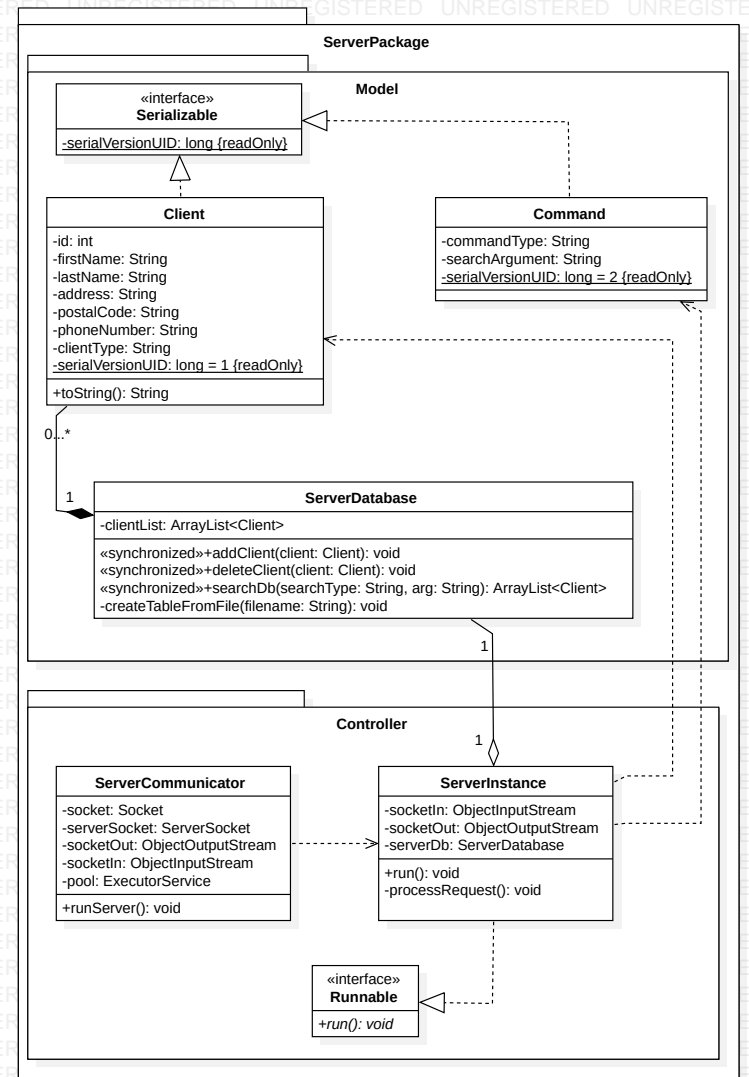 UNREGISTERED UNREGISTERED UNREGISTERED UNREGISTE
ServerPackage
Model
«interface»
Serializable
-serialVersionUID: long {readOnly}
Client
-id: int
-firstName: String
-lastName: String
-address: String
-postalCode: String
-phoneNumber: String
-clientType: String
-serialVersionUID: long = 1 {readOnly}
+toString(): String
Command
-commandType: String
-searchArgument: String
-serialVersionUID: long = 2 {readOnly}
0...*
1
ServerDatabase
-clientList: ArrayList<Client>
«synchronized»+addClient(client: Client): void
«synchronized»+deleteClient(client: Client): void
«synchronized»+searchDb(searchType: String, arg: String): ArrayList<Client>
-createTableFromFile(filename: String): void
1
Controller
1
ServerCommunicator
-socket: Socket
-serverSocket: ServerSocket
-socketOut: ObjectOutputStream
-socketIn: ObjectInputStream
-pool: ExecutorService
+runServer(): void
ServerInstance
-socketIn: ObjectInputStream
-socketOut: ObjectOutputStream
-serverDb: ServerDatabase
+run(): void
-processRequest(): void
«interface»
Runnable
+run(): void